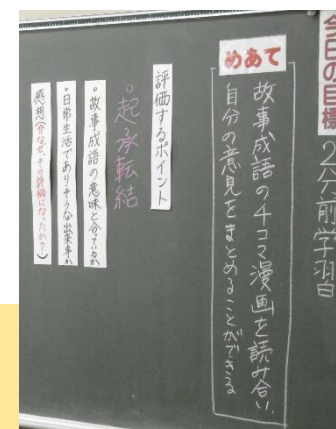 今日の目標
2分前学習
めあて
故事成語の4コマ漫画を読み合い、
自分の意見をまとめることができる
評価するポイント
・起承転結
・故事成語の意味と合っているか
・日常生活でありそうな出来事か
感想(※なぜ、その評価になったか?)